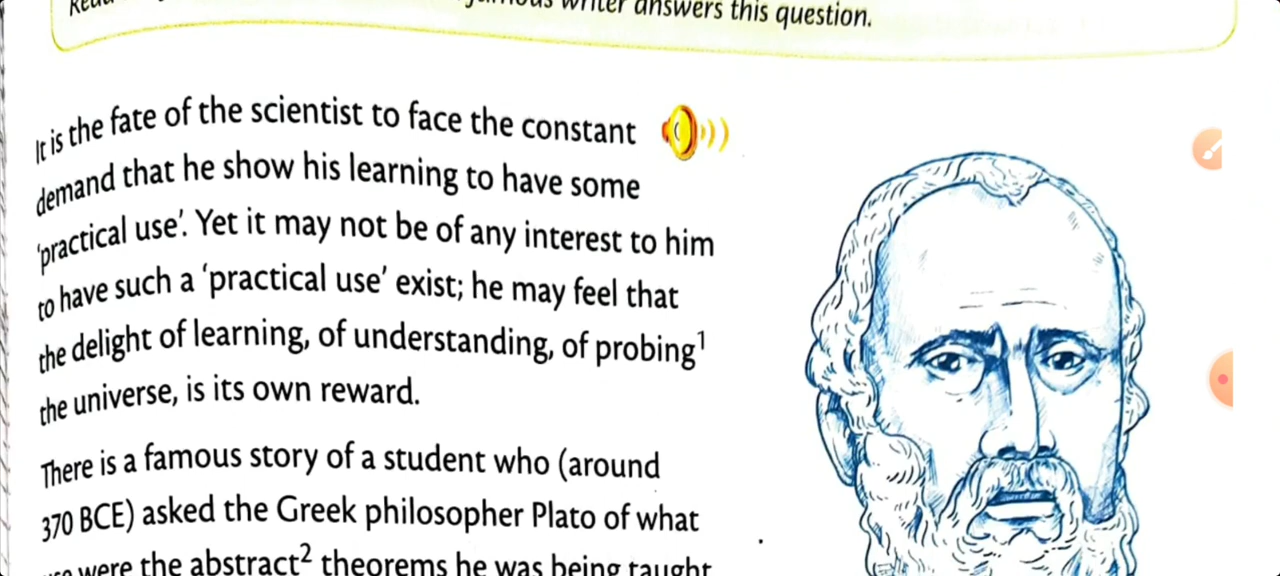 writer answers this question.
It is the fate of the scientist to face the constant
demand that he show his learning to have some
‘practical use’. Yet it may not be of any interest to him
to have such a ‘practical use’ exist; he may feel that
the delight of learning, of understanding, of probing¹
the universe, is its own reward.
There is a famous story of a student who (around
370 BCE) asked the Greek philosopher Plato of what
were the abstract² theorems he was being taught